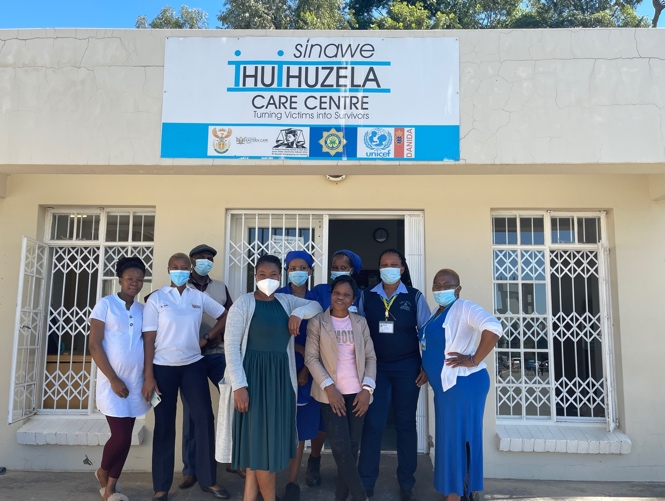 sinawe
THUTHUZELA
CARE CENTRE
Turning Victims into Survivors
unicef
DANIDA